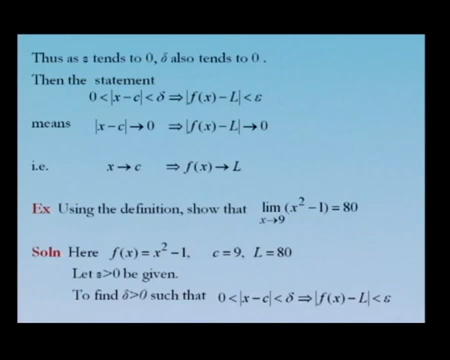 Thus as ε tends to 0, δ also tends to 0 .
Then the statement
0 < |x − c| < δ ⇒ |f(x) − L| < ε
means |x − c| → 0 ⇒ |f(x) − L| → 0
i.e. x → c ⇒ f(x) → L
Ex Using the definition, show that lim x→9 (x² − 1) = 80
Soln Here f(x) = x² − 1, c = 9, L = 80
Let ε>0 be given.
To find δ>0 such that 0 < |x − c| < δ ⇒ |f(x) − L| < ε